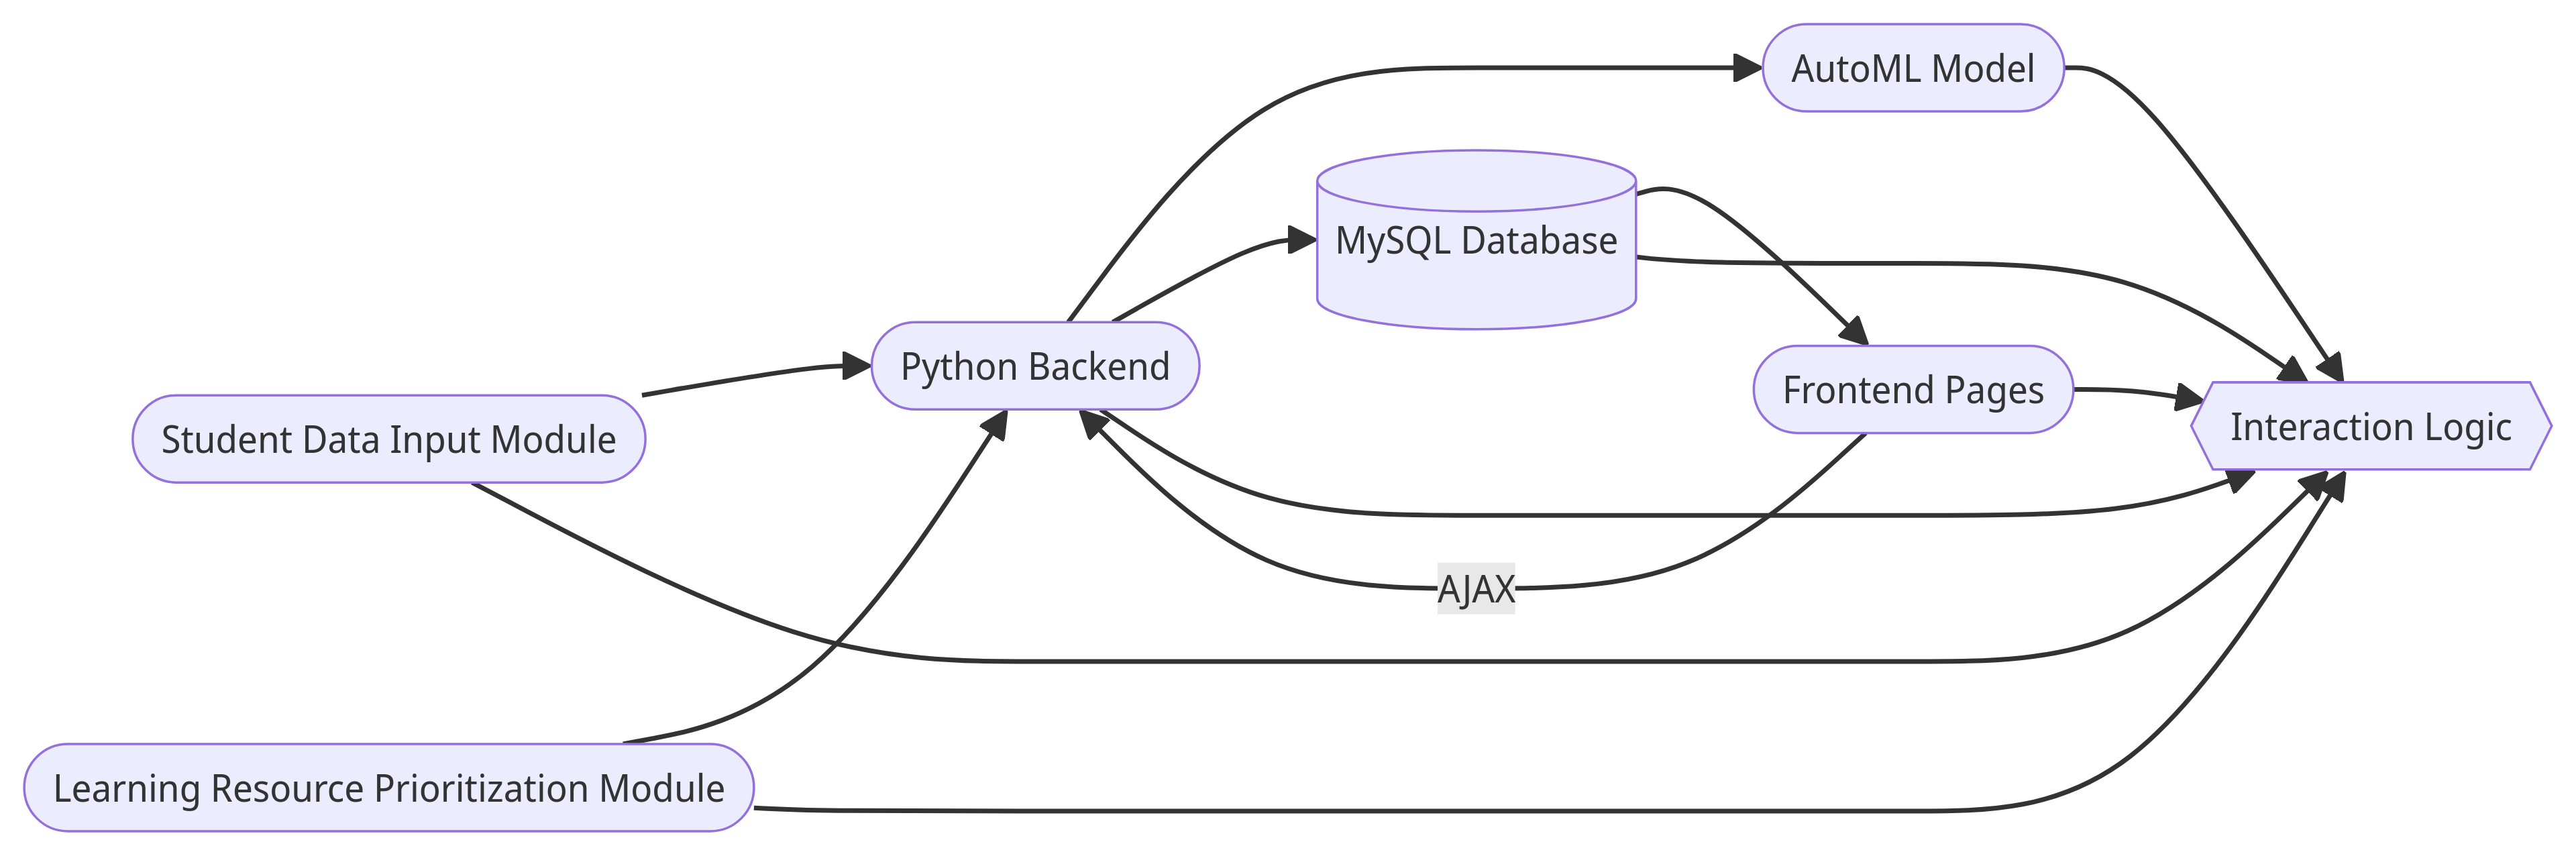 AutoML Model
MySQL Database
Python Backend
Frontend Pages
Student Data Input Module
Interaction Logic
AJAX
Learning Resource Prioritization Module